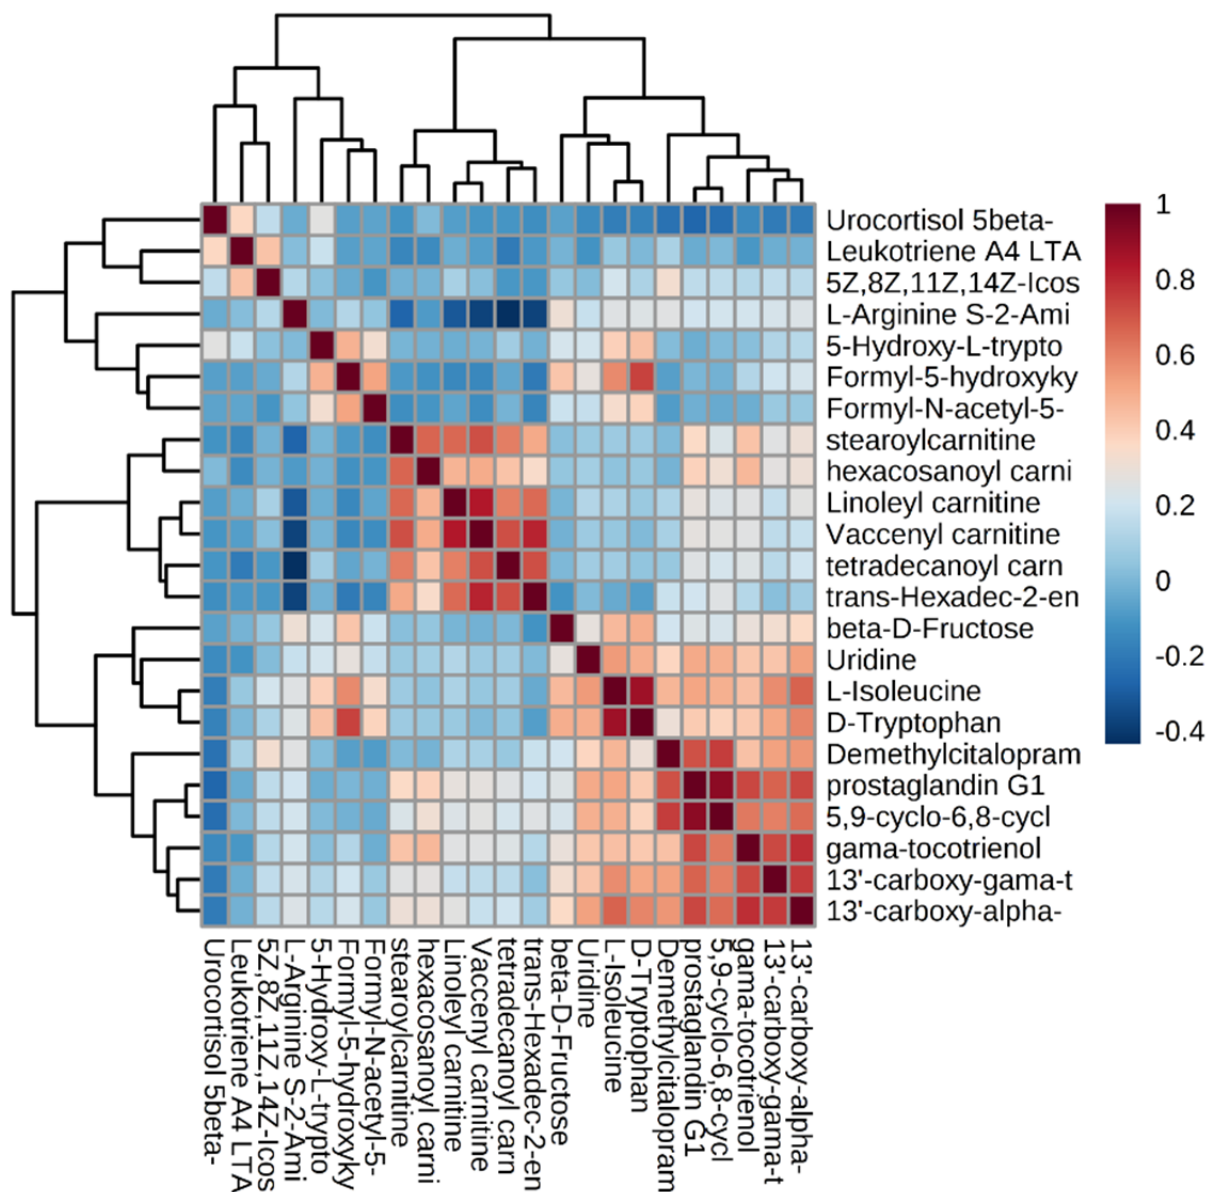 Urocortisol 5beta-
Leukotriene A4 LTA
5Z,8Z,11Z,14Z-Icos
L-Arginine S-2-Ami
5-Hydroxy-L-trypto
Formyl-5-hydroxyky
Formyl-N-acetyl-5-
stearoylcarnitine
hexacosanoyl carni
Linoleyl carnitine
Vaccenyl carnitine
tetradecanoyl carn
trans-Hexadec-2-en
beta-D-Fructose
Uridine
L-Isoleucine
D-Tryptophan
Demethylcitalopram
prostaglandin G1
5,9-cyclo-6,8-cycl
gama-tocotrienol
13'-carboxy-gama-t
13'-carboxy-alpha-
1
0.8
0.6
0.4
0.2
0
-0.2
-0.4
Urocortisol 5beta-
Leukotriene A4 LTA
5Z,8Z,11Z,14Z-Icos
L-Arginine S-2-Ami
5-Hydroxy-L-trypto
Formyl-5-hydroxyky
Formyl-N-acetyl-5-
stearoylcarnitine
hexacosanoyl carni
Linoleyl carnitine
Vaccenyl carnitine
tetradecanoyl carn
trans-Hexadec-2-en
beta-D-Fructose
Uridine
L-Isoleucine
D-Tryptophan
Demethylcitalopram
prostaglandin G1
5,9-cyclo-6,8-cycl
gama-tocotrienol
13'-carboxy-gama-t
13'-carboxy-alpha-